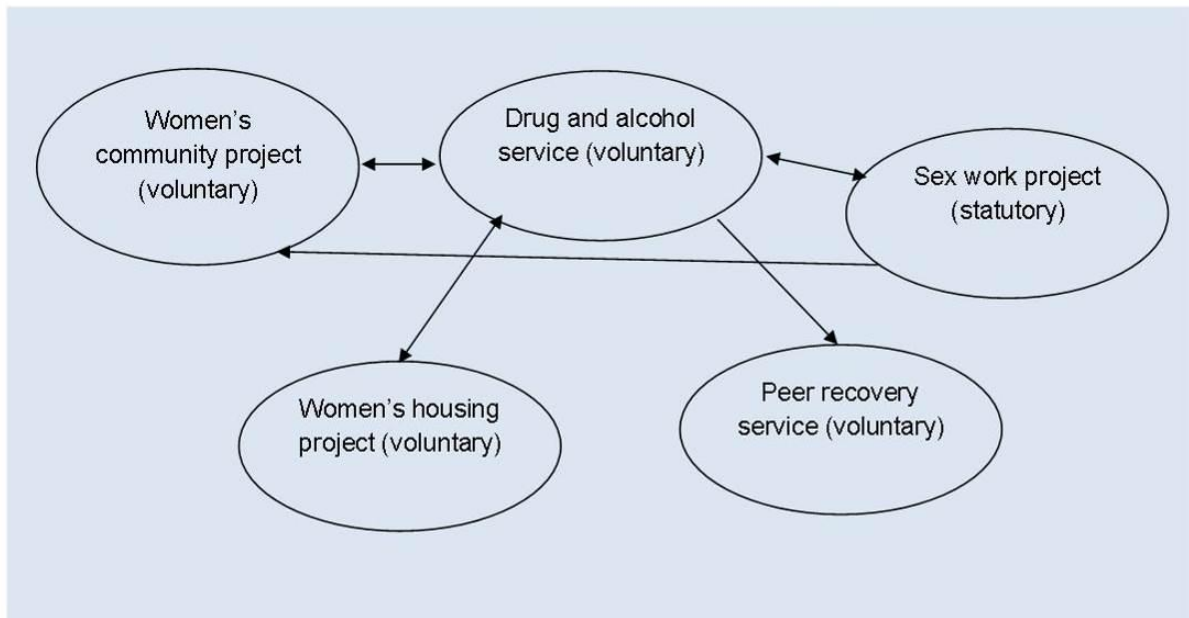 Women’s
community project
(voluntary)
Drug and alcohol
service (voluntary)
Sex work project
(statutory)
Women’s housing
project (voluntary)
Peer recovery
service (voluntary)